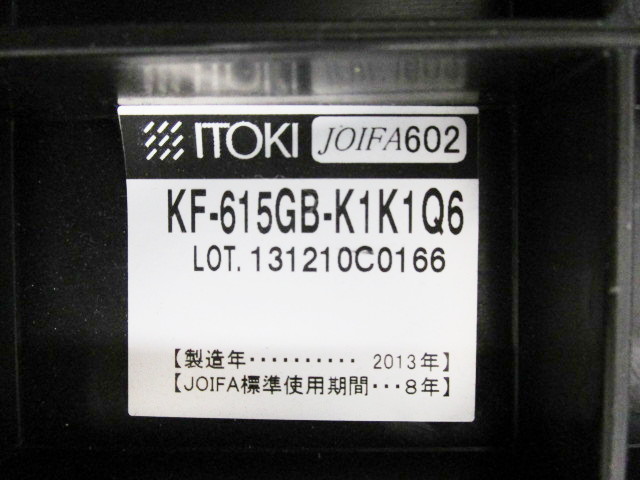 ITOKI JOIFA602
KF-615GB-K1K1Q6
LOT. 131210C0166
【製造年·········· 2013年】
【JOIFA標準使用期間···8年】